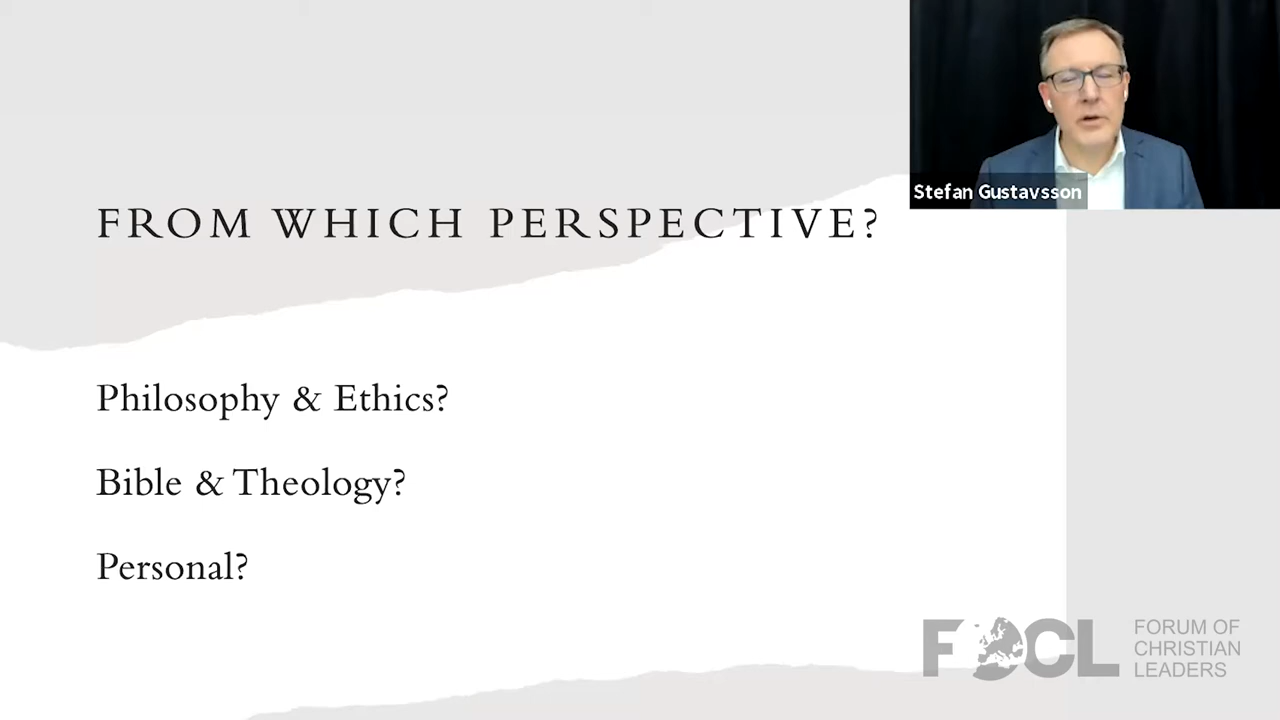 Stefan Gustavsson
FROM WHICH PERSPECTIVE?
Philosophy & Ethics?
Bible & Theology?
Personal?
FOCL
FORUM OF
CHRISTIAN
LEADERS